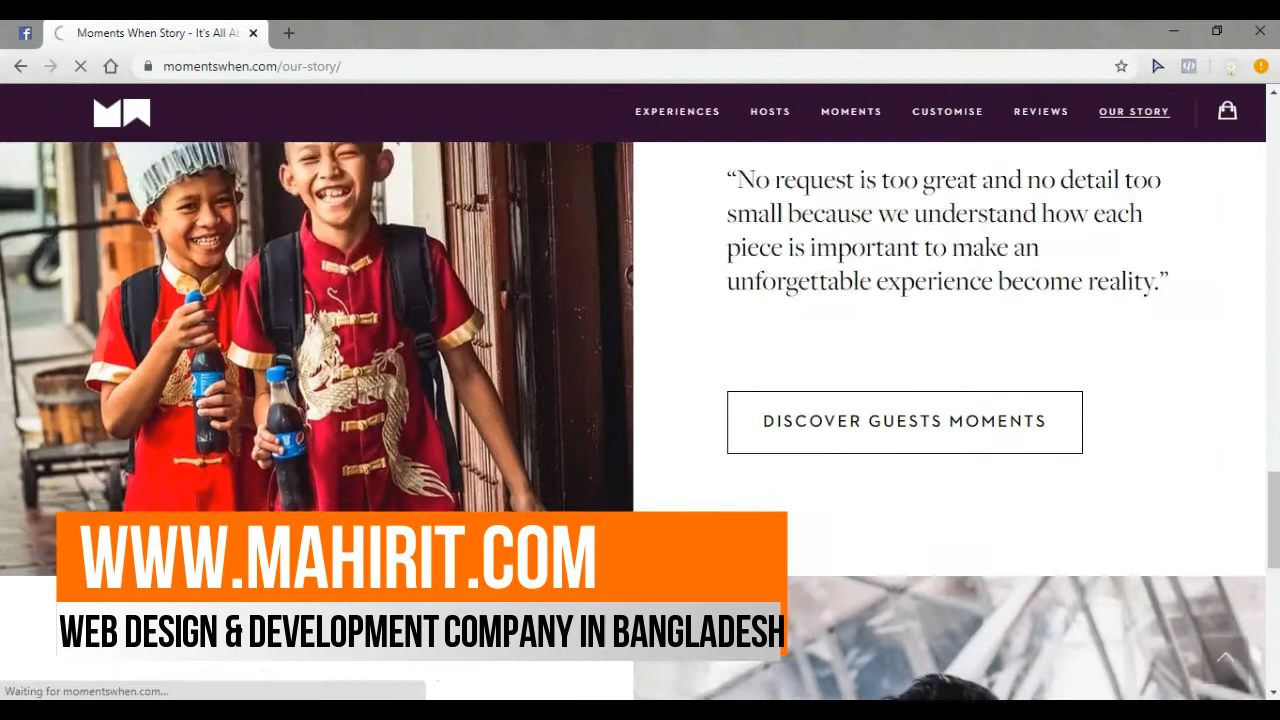 Moments When Story - It's All Ab
momentswhen.com/our-story/
EXPERIENCES HOSTS MOMENTS CUSTOMISE REVIEWS OUR STORY
“No request is too great and no detail too
small because we understand how each
piece is important to make an
unforgettable experience become reality.”
DISCOVER GUESTS MOMENTS
WWW.MAHIRIT.COM
WEB DESIGN & DEVELOPMENT COMPANY IN BANGLADESH
Waiting for momentswhen.com...